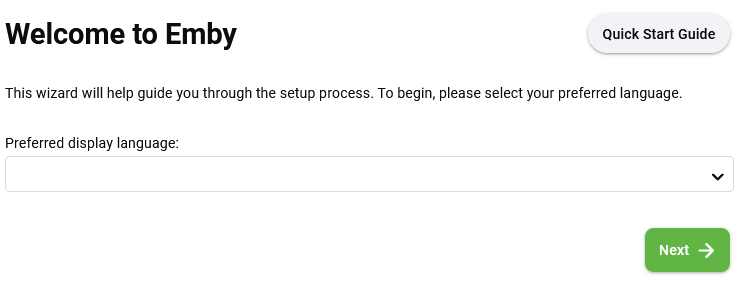 Welcome to Emby
Quick Start Guide
This wizard will help guide you through the setup process. To begin, please select your preferred language.
Preferred display language:
Next